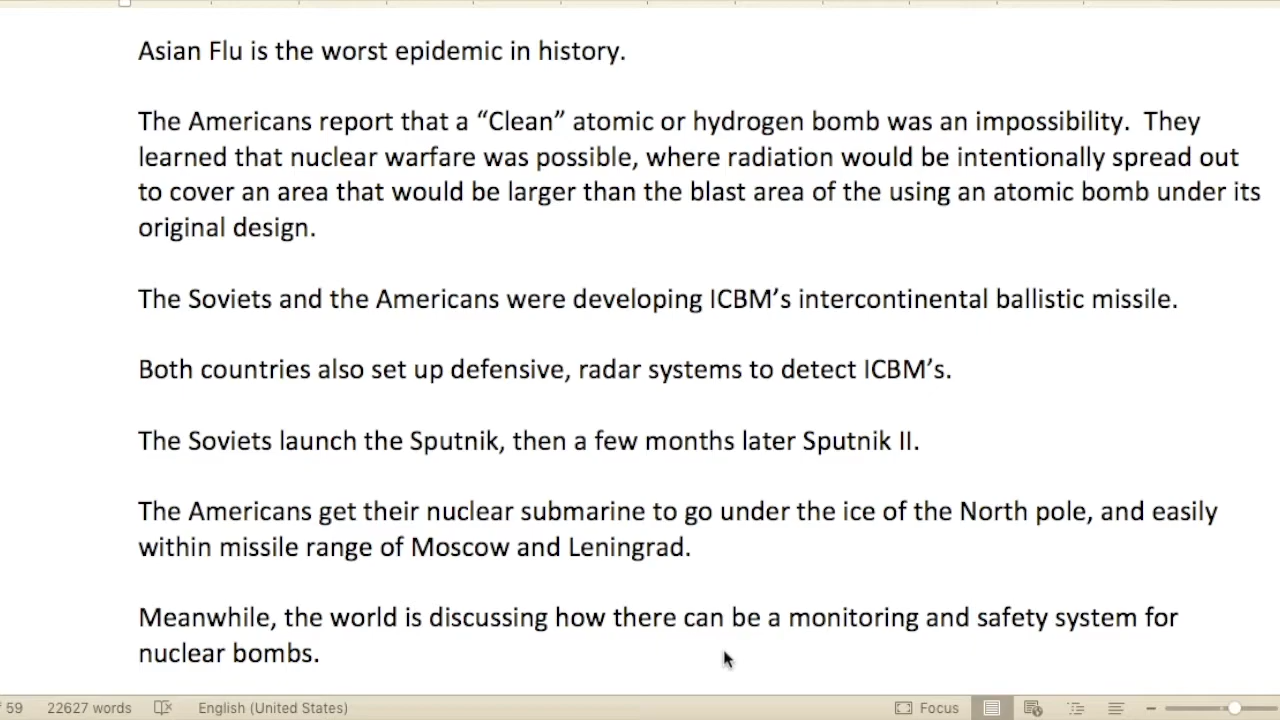 Asian Flu is the worst epidemic in history.
The Americans report that a “Clean” atomic or hydrogen bomb was an impossibility.  They
learned that nuclear warfare was possible, where radiation would be intentionally spread out
to cover an area that would be larger than the blast area of the using an atomic bomb under its
original design.
The Soviets and the Americans were developing ICBM’s intercontinental ballistic missile.
Both countries also set up defensive, radar systems to detect ICBM’s.
The Soviets launch the Sputnik, then a few months later Sputnik II.
The Americans get their nuclear submarine to go under the ice of the North pole, and easily
within missile range of Moscow and Leningrad.
Meanwhile, the world is discussing how there can be a monitoring and safety system for
nuclear bombs.
59 22627 words English (United States) Focus